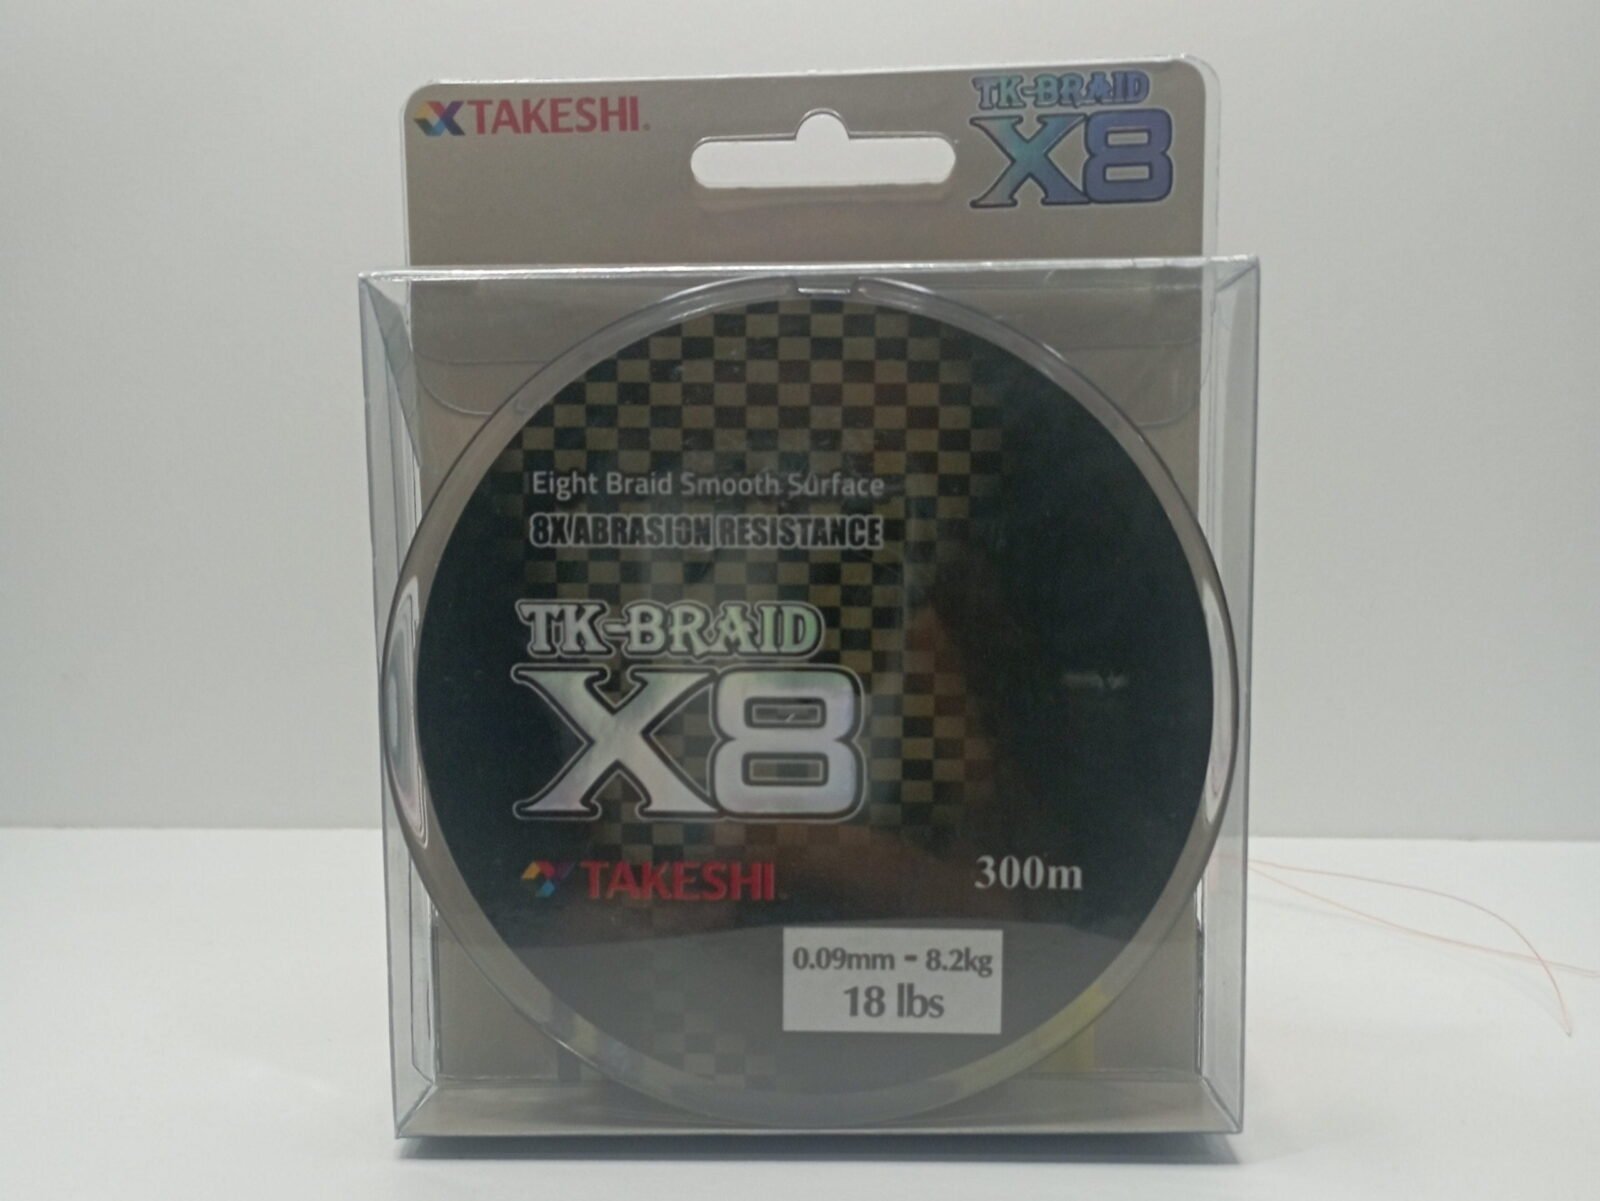 TAKESHI
TK-BRAID
X8
Eight Braid Smooth Surface
8X ABRASION RESISTANCE
TK-BRAID
X8
TAKESHI
300m
0.09mm - 8.2kg
18 lbs